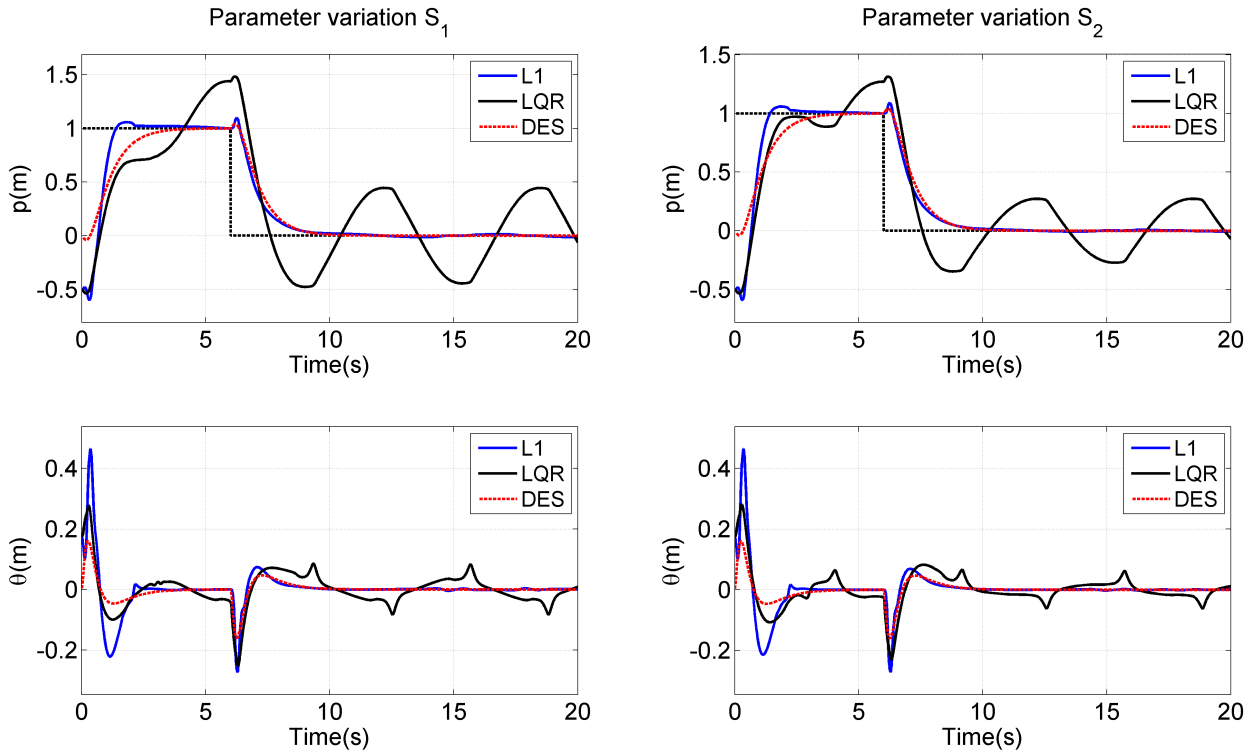 Parameter variation S1
1.5
1
0.5
0
-0.5
p(m)
L1
LQR
DES
0 5 10 15 20
Time(s)
Parameter variation S2
1.5
1
0.5
0
-0.5
p(m)
L1
LQR
DES
0 5 10 15 20
Time(s)
0.4
0.2
0
-0.2
θ(m)
L1
LQR
DES
0 5 10 15 20
Time(s)
0.4
0.2
0
-0.2
θ(m)
L1
LQR
DES
0 5 10 15 20
Time(s)